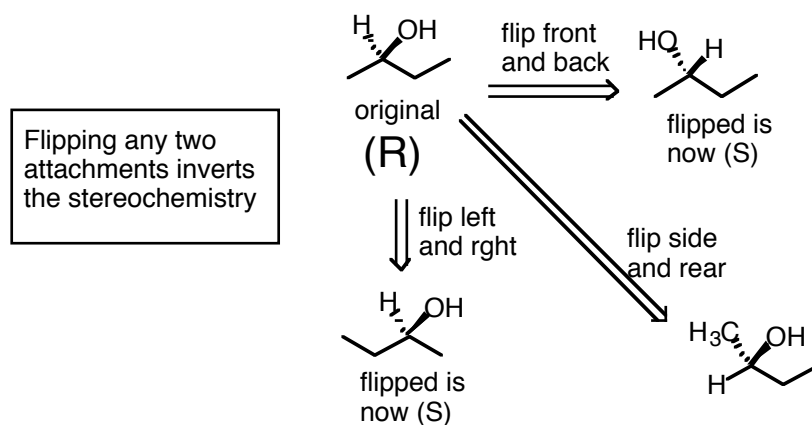 H OH
original
(R)
flip front
and back
HO H
flipped is
now (S)
Flipping any two
attachments inverts
the stereochemistry
flip left
and rght
flip side
and rear
H OH
flipped is
now (S)
H₃C OH
H